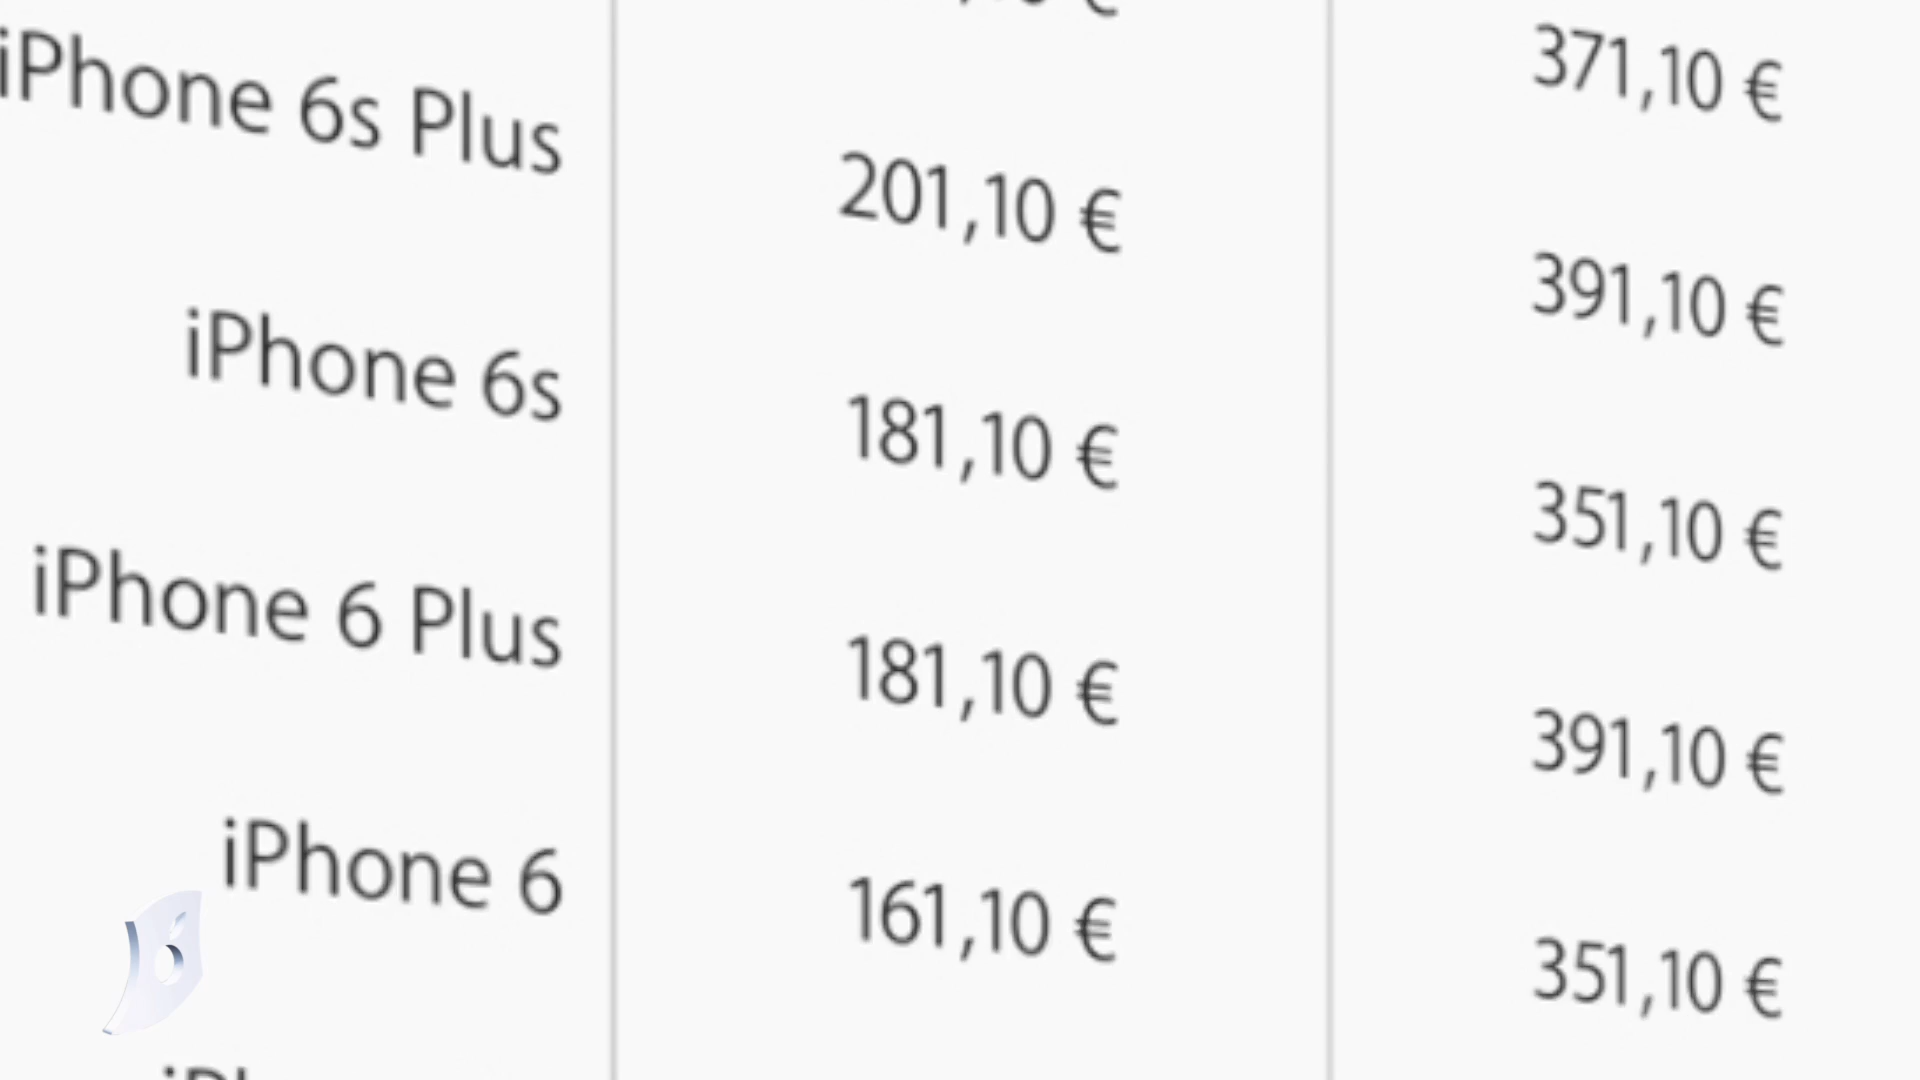 371,10 €
iPhone 6s Plus 201,10 € 391,10 €
iPhone 6s 181,10 € 351,10 €
iPhone 6 Plus 181,10 € 391,10 €
iPhone 6 161,10 € 351,10 €